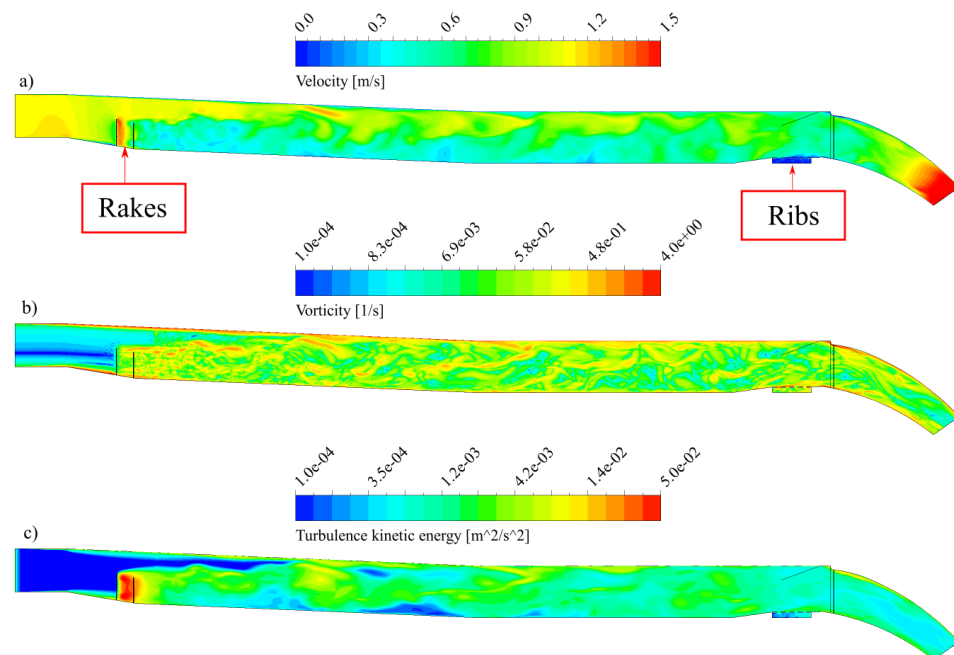 0.0 0.3 0.6 0.9 1.2 1.5
Velocity [m/s]
a)
Rakes
Ribs
1.0e-04 8.3e-04 6.9e-03 5.8e-02 4.8e-01 4.0e+00
Vorticity [1/s]
b)
1.0e-04 3.5e-04 1.2e-03 4.2e-03 1.4e-02 5.0e-02
Turbulence kinetic energy [m^2/s^2]
c)